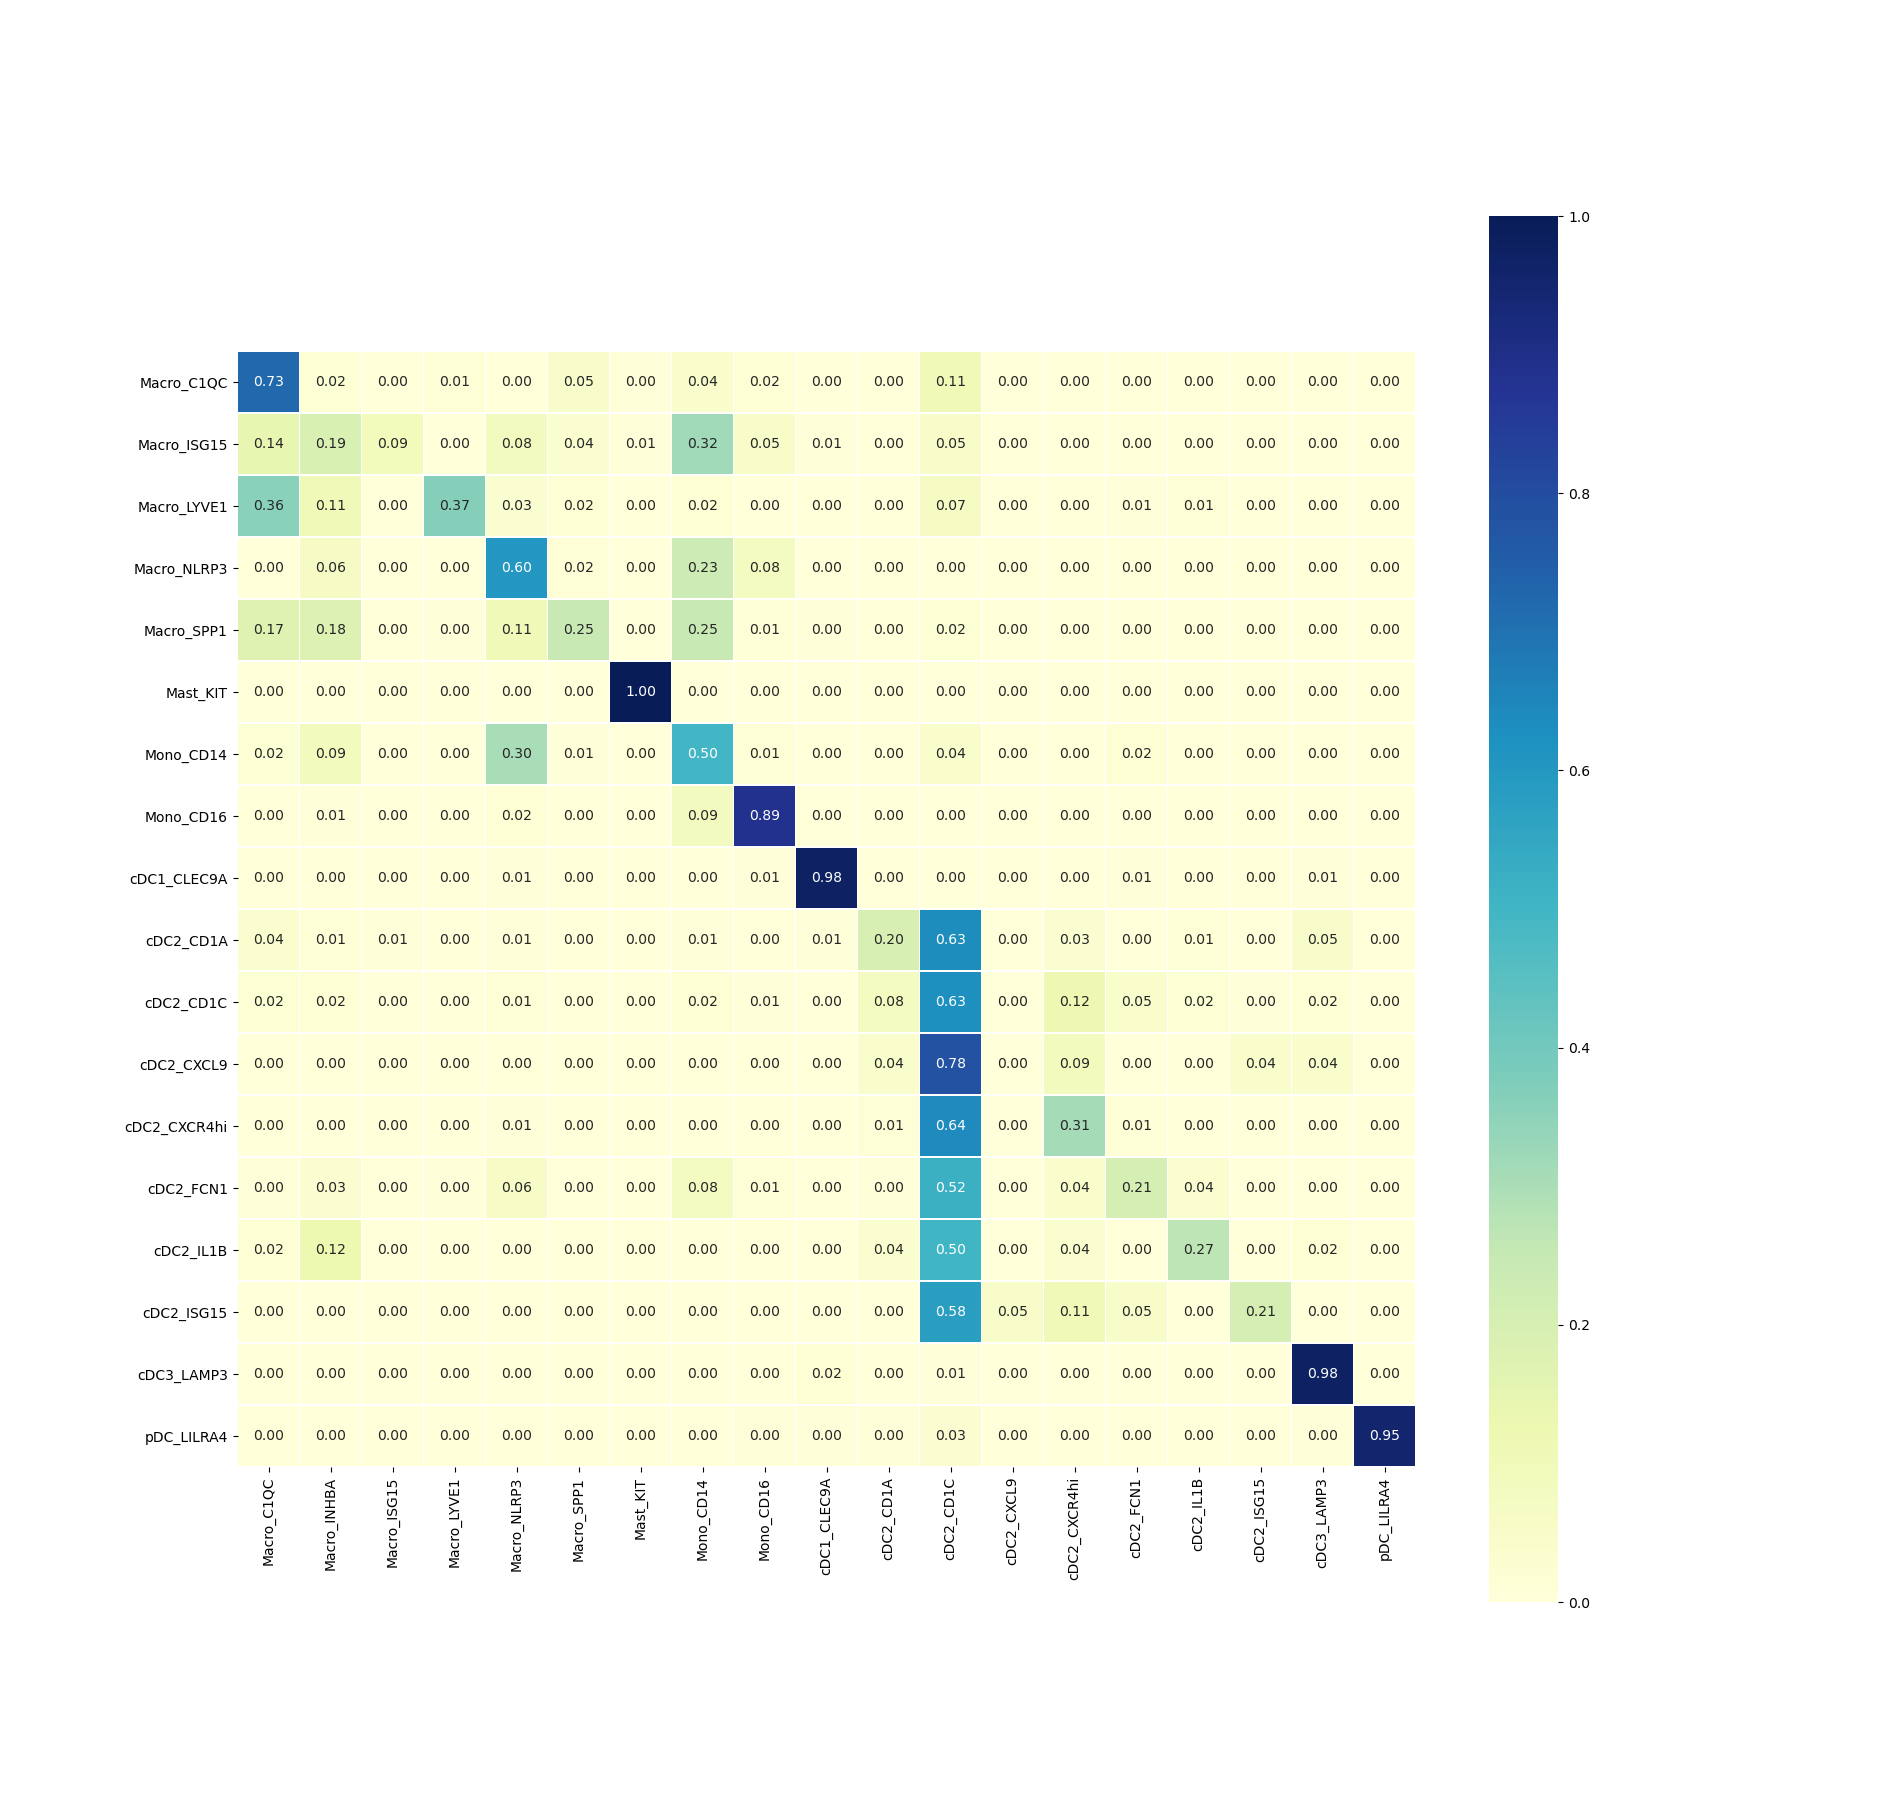 1.0
Macro_C1QC 0.73 0.02 0.00 0.01 0.00 0.05 0.00 0.04 0.02 0.00 0.00 0.11 0.00 0.00 0.00 0.00 0.00 0.00 0.00
Macro_ISG15 0.14 0.19 0.09 0.00 0.08 0.04 0.01 0.32 0.05 0.01 0.00 0.05 0.00 0.00 0.00 0.00 0.00 0.00 0.00
0.8
Macro_LYVE1 0.36 0.11 0.00 0.37 0.03 0.02 0.00 0.02 0.00 0.00 0.00 0.07 0.00 0.00 0.01 0.01 0.00 0.00 0.00
Macro_NLRP3 0.00 0.06 0.00 0.00 0.60 0.02 0.00 0.23 0.08 0.00 0.00 0.00 0.00 0.00 0.00 0.00 0.00 0.00 0.00
Macro_SPP1 0.17 0.18 0.00 0.00 0.11 0.25 0.00 0.25 0.01 0.00 0.00 0.02 0.00 0.00 0.00 0.00 0.00 0.00 0.00
Mast_KIT 0.00 0.00 0.00 0.00 0.00 0.00 1.00 0.00 0.00 0.00 0.00 0.00 0.00 0.00 0.00 0.00 0.00 0.00 0.00
Mono_CD14 0.02 0.09 0.00 0.00 0.30 0.01 0.00 0.50 0.01 0.00 0.00 0.04 0.00 0.00 0.02 0.00 0.00 0.00 0.00
0.6
Mono_CD16 0.00 0.01 0.00 0.00 0.02 0.00 0.00 0.09 0.89 0.00 0.00 0.00 0.00 0.00 0.00 0.00 0.00 0.00 0.00
cDC1_CLEC9A 0.00 0.00 0.00 0.00 0.01 0.00 0.00 0.00 0.01 0.98 0.00 0.00 0.00 0.00 0.01 0.00 0.00 0.01 0.00
cDC2_CD1A 0.04 0.01 0.01 0.00 0.01 0.00 0.00 0.01 0.00 0.01 0.20 0.63 0.00 0.03 0.00 0.01 0.00 0.05 0.00
cDC2_CD1C 0.02 0.02 0.00 0.00 0.01 0.00 0.00 0.02 0.01 0.00 0.08 0.63 0.00 0.12 0.05 0.02 0.00 0.02 0.00
0.4
cDC2_CXCL9 0.00 0.00 0.00 0.00 0.00 0.00 0.00 0.00 0.00 0.00 0.04 0.78 0.00 0.09 0.00 0.00 0.04 0.04 0.00
cDC2_CXCR4hi 0.00 0.00 0.00 0.00 0.01 0.00 0.00 0.00 0.00 0.00 0.01 0.64 0.00 0.31 0.01 0.00 0.00 0.00 0.00
cDC2_FCN1 0.00 0.03 0.00 0.00 0.06 0.00 0.00 0.08 0.01 0.00 0.00 0.52 0.00 0.04 0.21 0.04 0.00 0.00 0.00
cDC2_IL1B 0.02 0.12 0.00 0.00 0.00 0.00 0.00 0.00 0.00 0.00 0.04 0.50 0.00 0.04 0.00 0.27 0.00 0.02 0.00
cDC2_ISG15 0.00 0.00 0.00 0.00 0.00 0.00 0.00 0.00 0.00 0.00 0.00 0.58 0.05 0.11 0.05 0.00 0.21 0.00 0.00
0.2
cDC3_LAMP3 0.00 0.00 0.00 0.00 0.00 0.00 0.00 0.00 0.00 0.02 0.00 0.01 0.00 0.00 0.00 0.00 0.00 0.98 0.00
pDC_LILRA4 0.00 0.00 0.00 0.00 0.00 0.00 0.00 0.00 0.00 0.00 0.00 0.03 0.00 0.00 0.00 0.00 0.00 0.00 0.95
Macro_C1QC
Macro_INHBA
Macro_ISG15
Macro_LYVE1
Macro_NLRP3
Macro_SPP1
Mast_KIT
Mono_CD14
Mono_CD16
cDC1_CLEC9A
cDC2_CD1A
cDC2_CD1C
cDC2_CXCL9
cDC2_CXCR4hi
cDC2_FCN1
cDC2_IL1B
cDC2_ISG15
cDC3_LAMP3
pDC_LILRA4
0.0